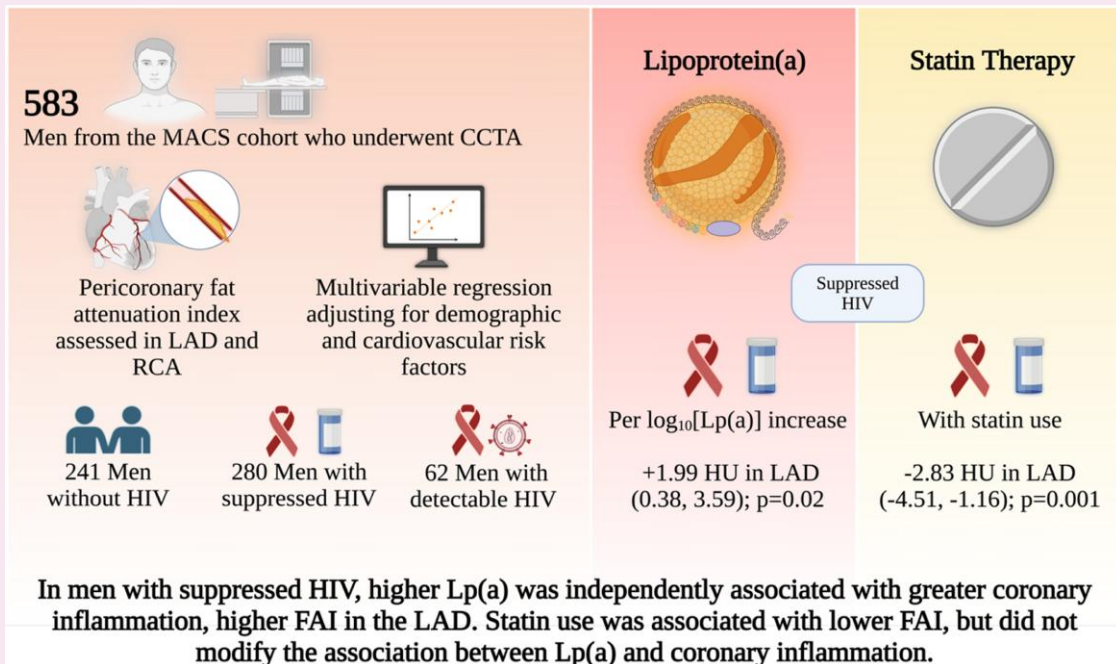 583
Men from the MACS cohort who underwent CCTA
Pericoronary fat
attenuation index
assessed in LAD and
RCA
Multivariable regression
adjusting for demographic
and cardiovascular risk
factors
241 Men
without HIV
280 Men with
suppressed HIV
62 Men with
detectable HIV
Lipoprotein(a)
Statin Therapy
Suppressed
HIV
Per log₁₀[Lp(a)] increase
+1.99 HU in LAD
(0.38, 3.59); p=0.02
With statin use
-2.83 HU in LAD
(-4.51, -1.16); p=0.001
In men with suppressed HIV, higher Lp(a) was independently associated with greater coronary
inflammation, higher FAI in the LAD. Statin use was associated with lower FAI, but did not
modify the association between Lp(a) and coronary inflammation.